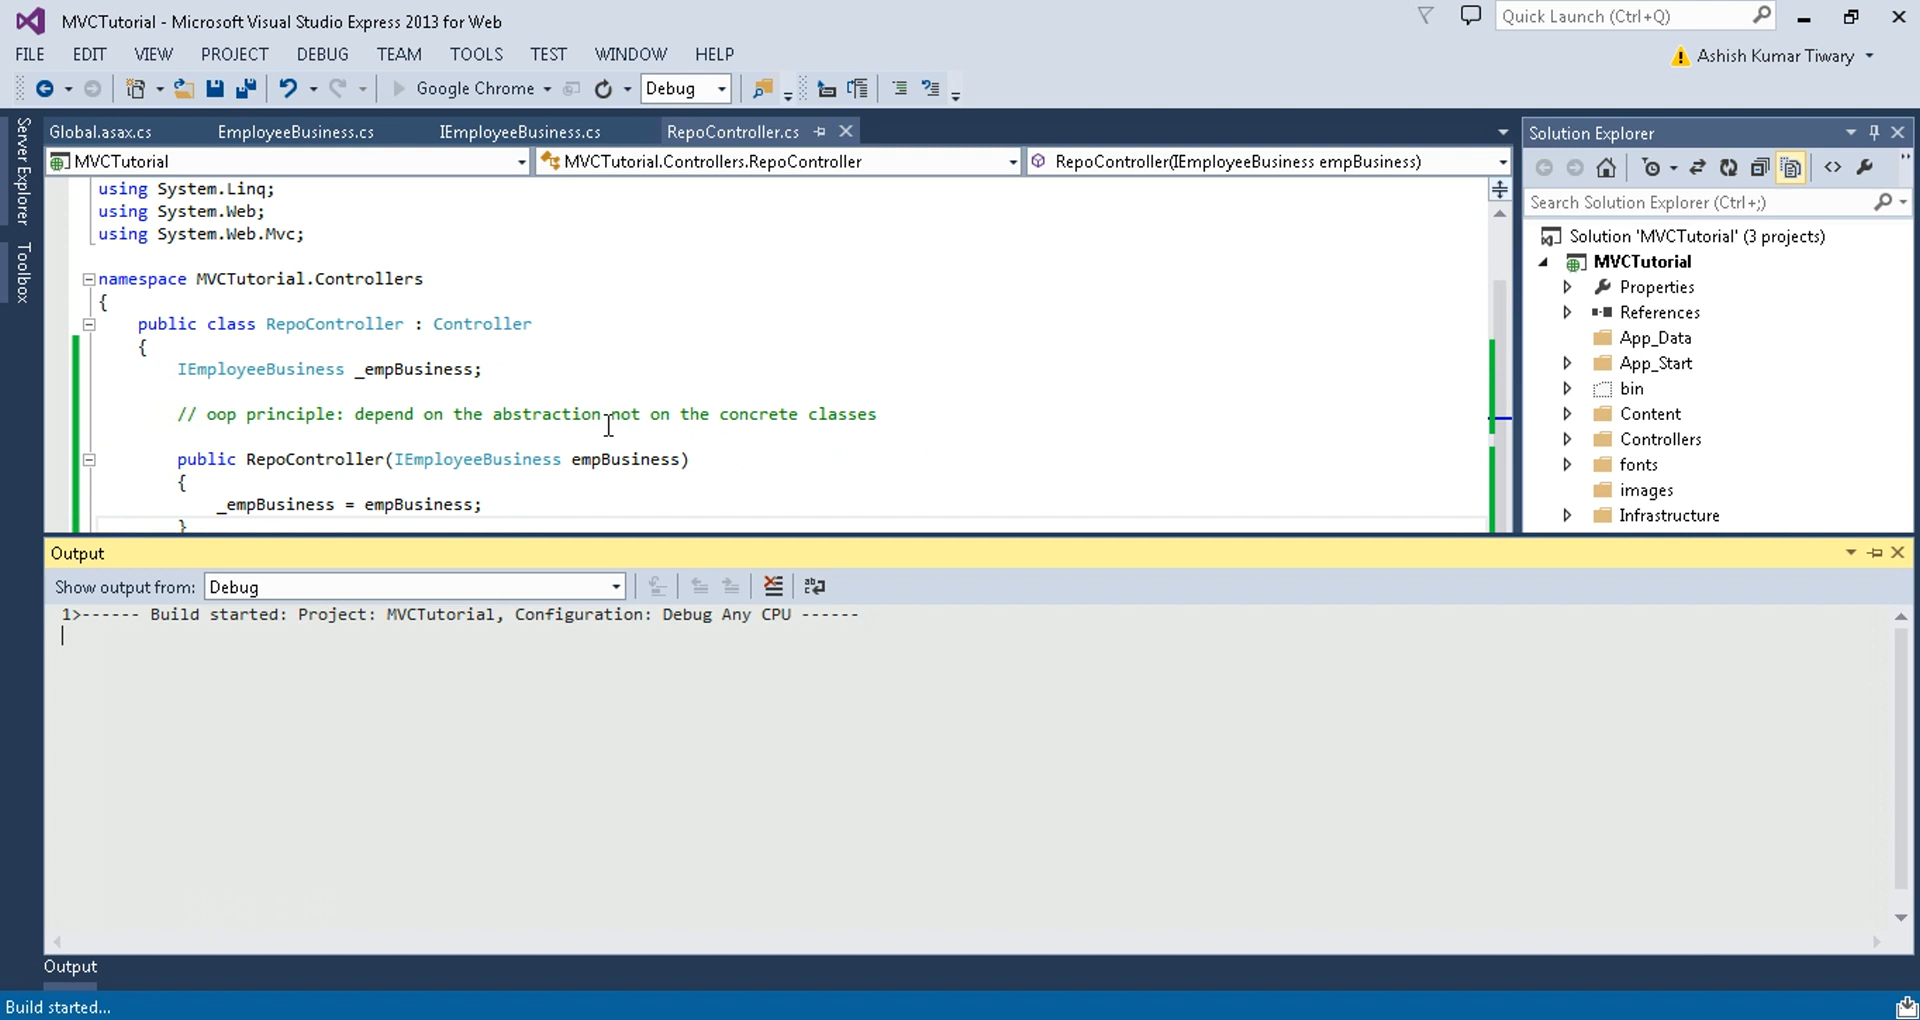 MVCTutorial - Microsoft Visual Studio Express 2013 for Web
Quick Launch (Ctrl+Q)
FILE EDIT VIEW PROJECT DEBUG TEAM TOOLS TEST WINDOW HELP
Ashish Kumar Tiwary
Google Chrome
Debug
Server Explorer
Toolbox
Global.asax.cs EmployeeBusiness.cs IEmployeeBusiness.cs RepoController.cs
MVCTutorial
MVCTutorial.Controllers.RepoController
RepoController(IEmployeeBusiness empBusiness)
using System.Linq;
using System.Web;
using System.Web.Mvc;
namespace MVCTutorial.Controllers
{
public class RepoController : Controller
{
IEmployeeBusiness _empBusiness;
// oop principle: depend on the abstraction not on the concrete classes
public RepoController(IEmployeeBusiness empBusiness)
{
_empBusiness = empBusiness;
}
Solution Explorer
Search Solution Explorer (Ctrl+;)
Solution 'MVCTutorial' (3 projects)
MVCTutorial
Properties
References
App_Data
App_Start
bin
Content
Controllers
fonts
images
Infrastructure
Output
Show output from: Debug
1>------ Build started: Project: MVCTutorial, Configuration: Debug Any CPU ------
Output
Build started...